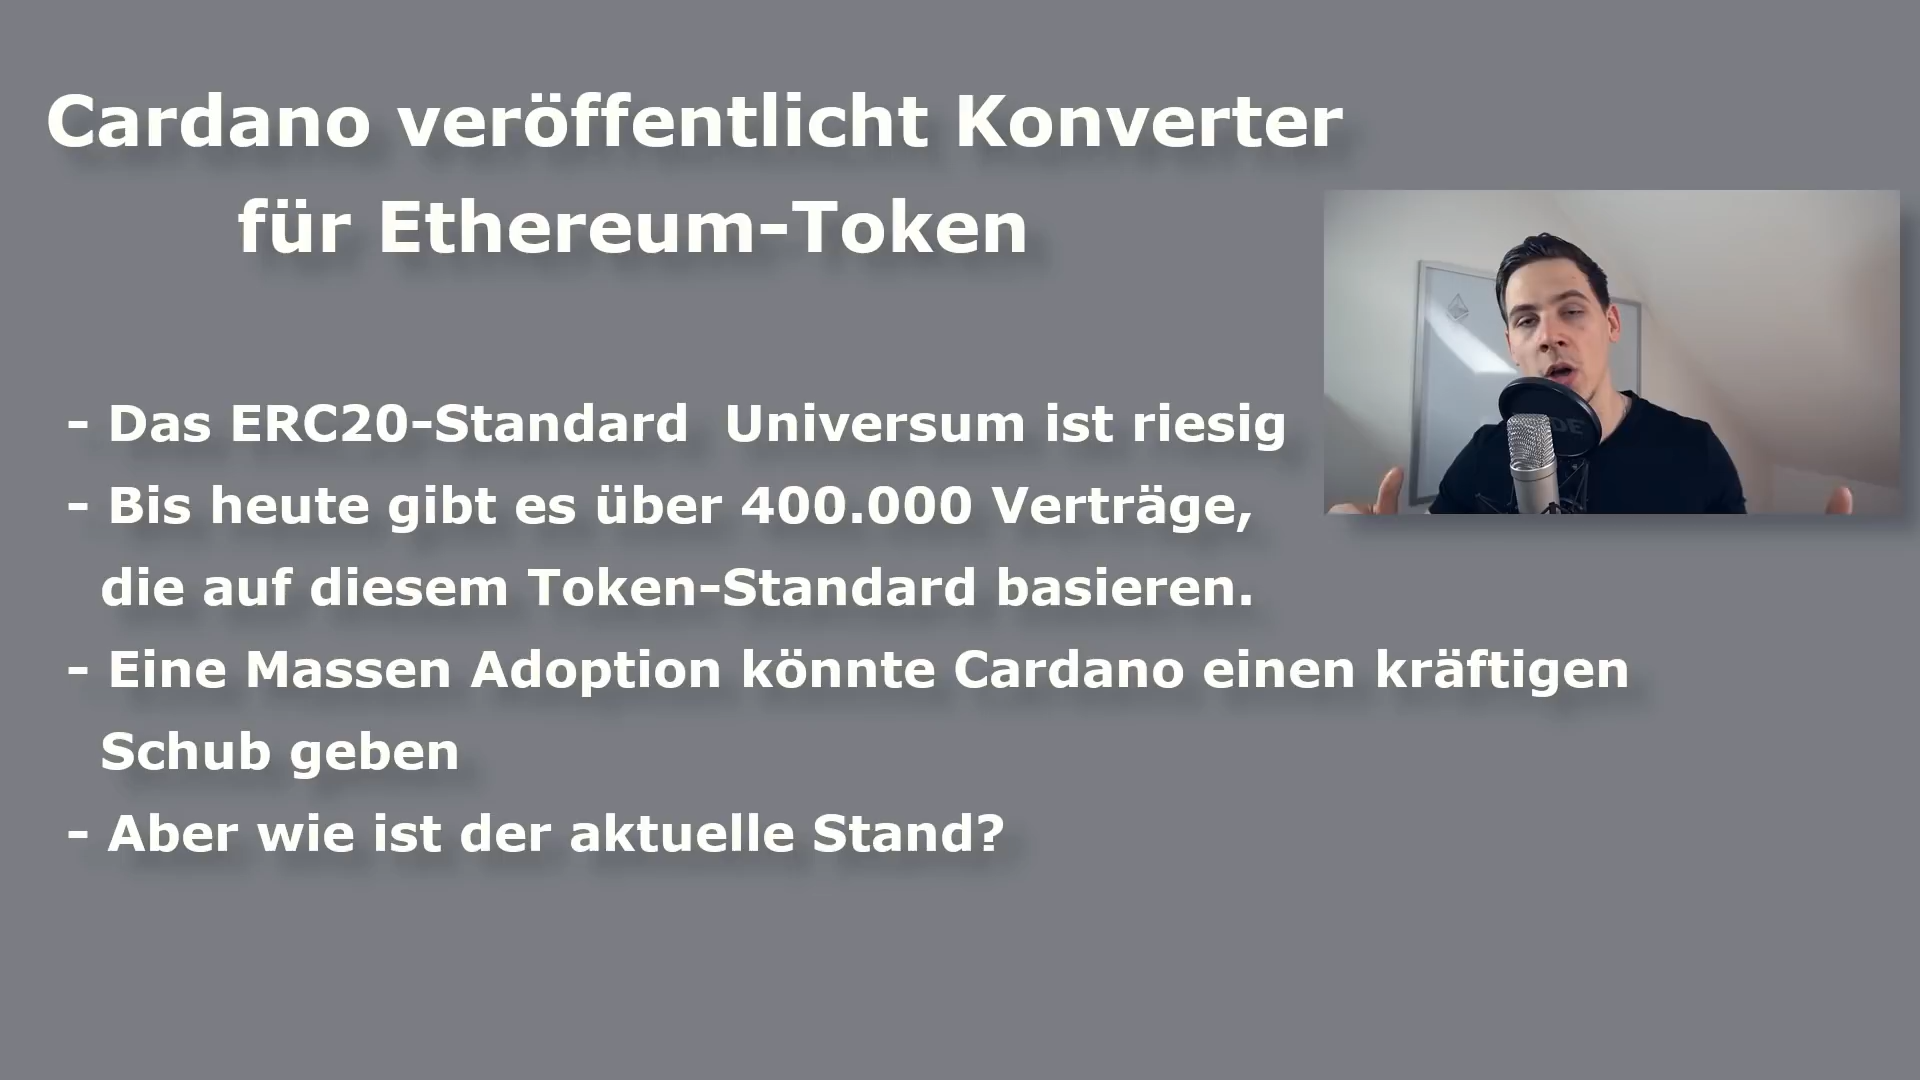 Cardano veröffentlicht Konverter
für Ethereum-Token
- Das ERC20-Standard  Universum ist riesig
- Bis heute gibt es über 400.000 Verträge,
die auf diesem Token-Standard basieren.
- Eine Massen Adoption könnte Cardano einen kräftigen
Schub geben
- Aber wie ist der aktuelle Stand?